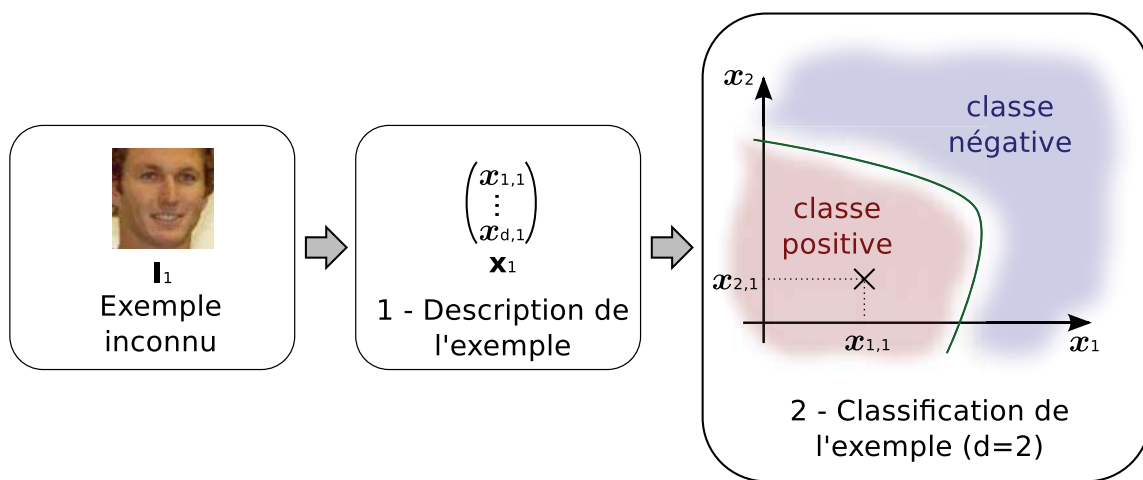 I1
Exemple
inconnu
x1,1
⋮
xd,1
x1
1 - Description de
l'exemple
x2
classe
négative
classe
positive
x2,1
x1,1
x1
2 - Classification de
l'exemple (d=2)